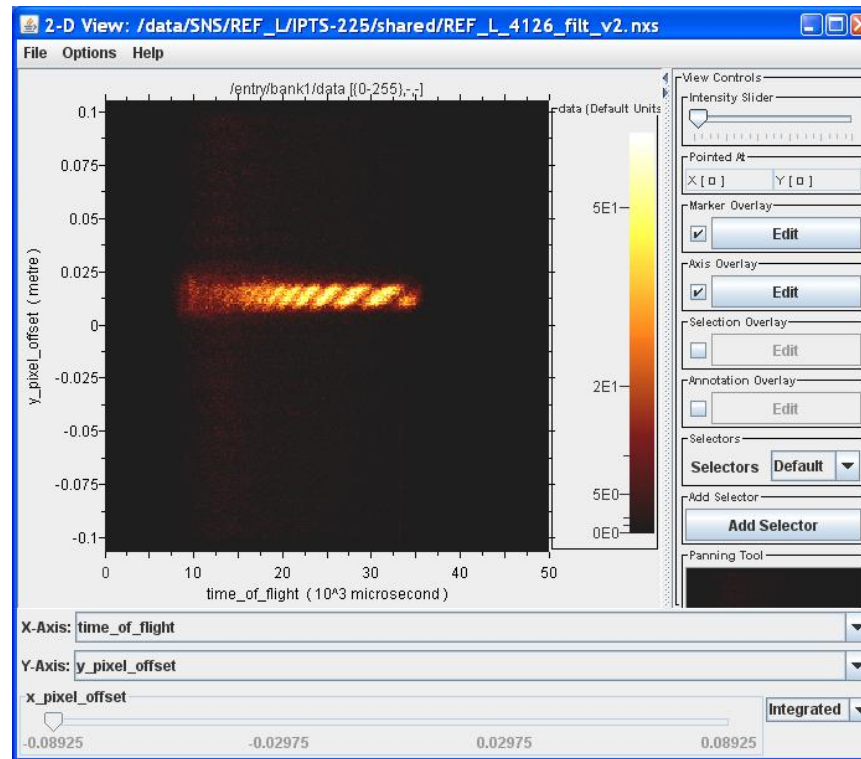 2-D View: /data/SNS/REF_L/IPTS-225/shared/REF_L_4126_filt_v2.nxs
File Options Help
/entry/bank1/data [{0-255},-,-]
0.1
0.075
0.05
0.025
0
-0.025
-0.05
-0.075
-0.1
y_pixel_offset ( metre )
0 10 20 30 40 50
time_of_flight ( 10^3 microsecond )
data (Default Units
5E1
2E1
5E0
0E0
View Controls
Intensity Slider
Pointed At
X [ ] Y [ ]
Marker Overlay
Edit
Axis Overlay
Edit
Selection Overlay
Edit
Annotation Overlay
Edit
Selectors
Selectors Default
Add Selector
Add Selector
Panning Tool
X-Axis: time_of_flight
Y-Axis: y_pixel_offset
x_pixel_offset
Integrated
-0.08925 -0.02975 0.02975 0.08925